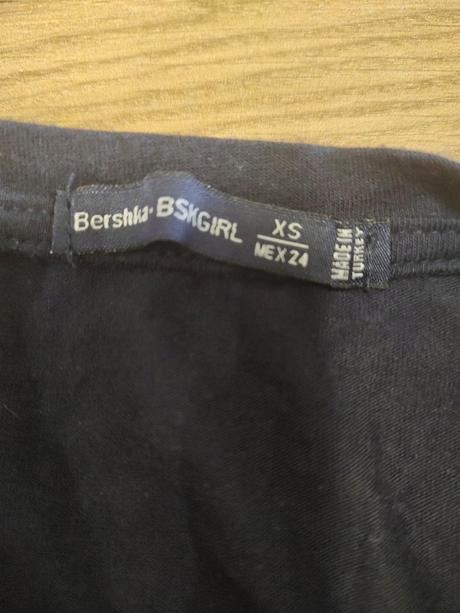 Bershka· BSKGIRL
XS
MEX 24
MADE IN
TURKEY